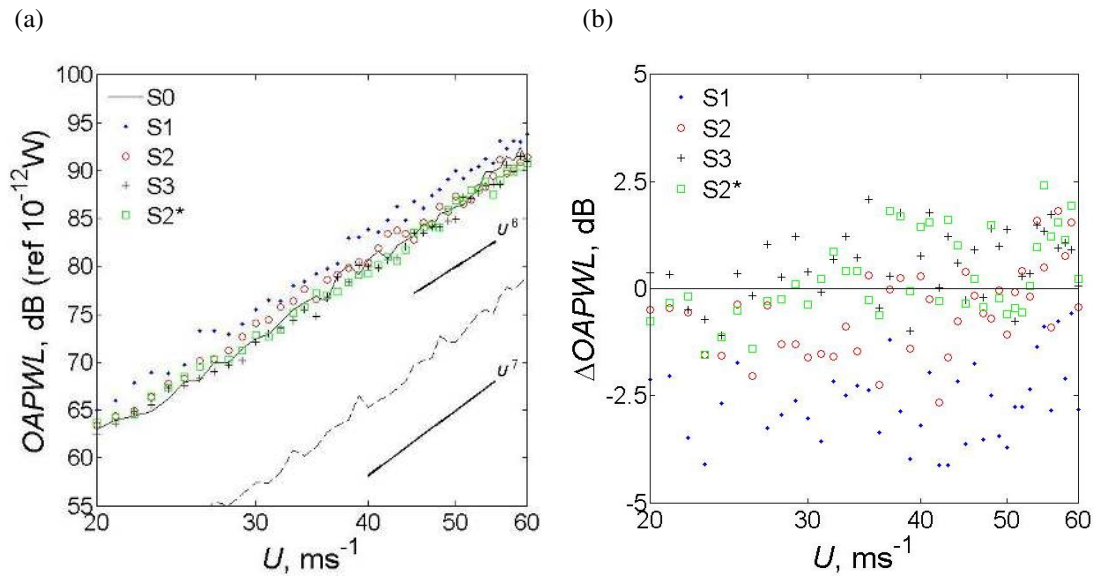 (a)
(b)
100
95
90
85
80
75
70
65
60
55
OAPWL, dB (ref 10⁻¹²W)
S0
S1
S2
S3
S2*
U⁶
U⁷
20
30
40
50
60
U, ms⁻¹
5
2.5
0
-2.5
-5
ΔOAPWL, dB
S1
S2
S3
S2*
20
30
40
50
60
U, ms⁻¹